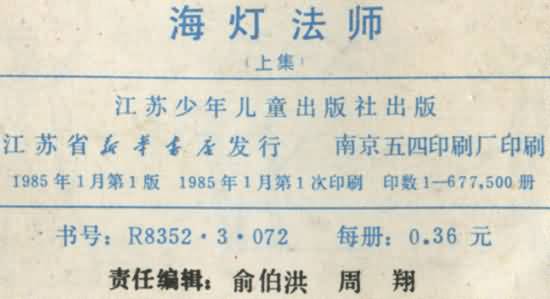 海灯法师
（上集）
江苏少年儿童出版社出版
江苏省新华书店发行 南京五四印刷厂印刷
1985年1月第1版 1985年1月第1次印刷 印数1—677,500册
书号：R8352·3·072 每册：0.36元
责任编辑：俞伯洪 周翔